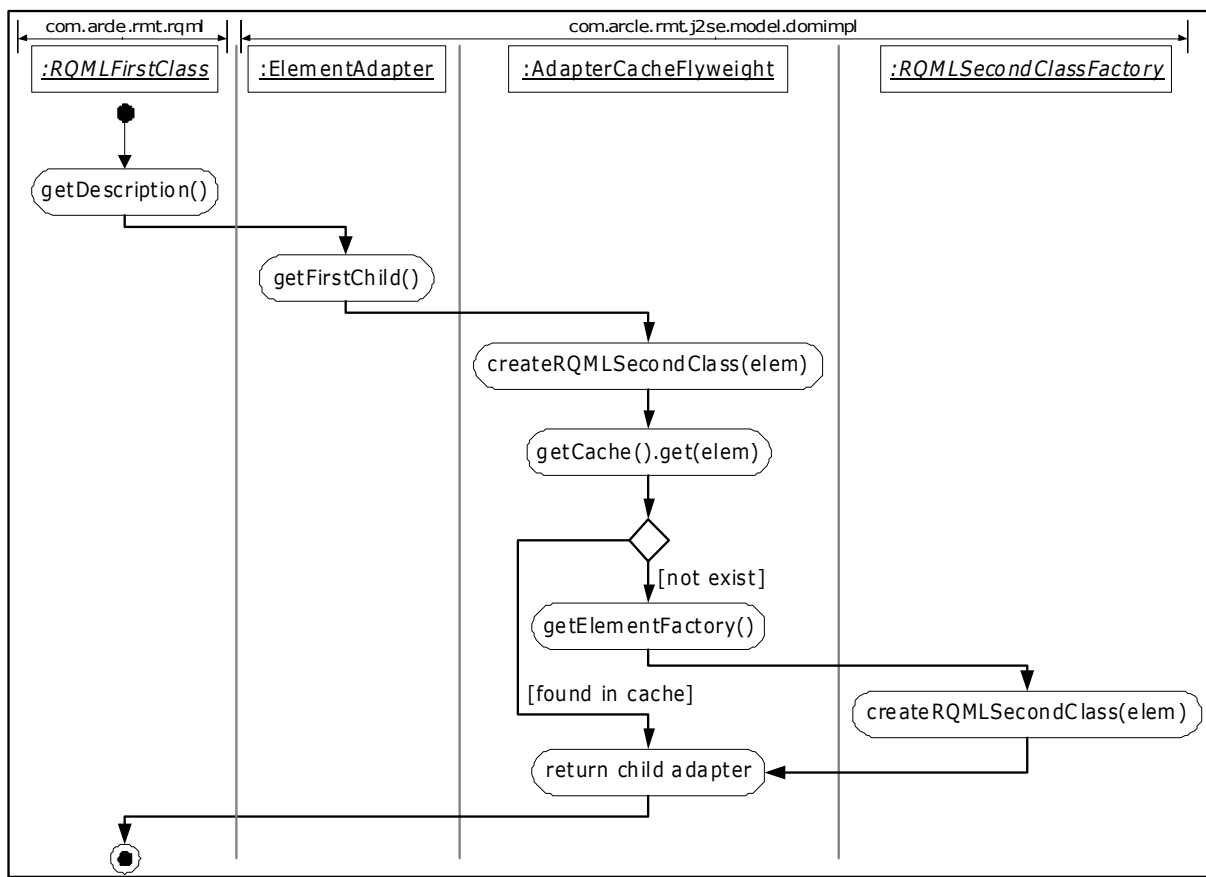 com.arcle.rmt.rqml
com.arcle.rmt.j2se.model.domimpl
:RQMLFirstClass
:ElementAdapter
:AdapterCacheFlyweight
:RQMLSecondClassFactory
getDescription()
getFirstChild()
createRQMLSecondClass(elem)
getCache().get(elem)
[not exist]
getElementFactory()
[found in cache]
createRQMLSecondClass(elem)
return child adapter